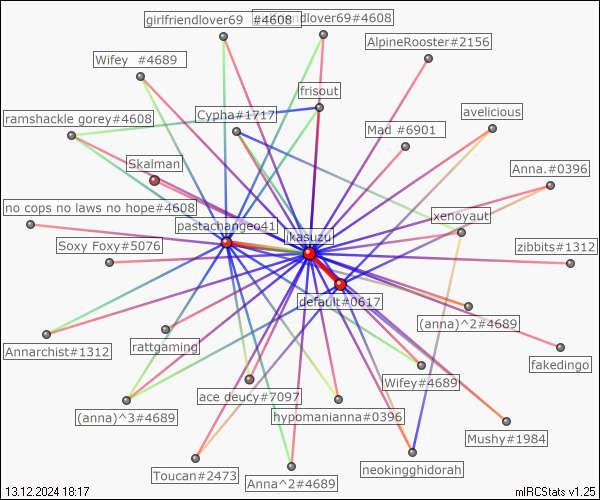 girlfriendlover69 #4608
friendlover69#4608
AlpineRooster#2156
Wifey #4689
frisout
ramshackle gorey#4608
Cypha#1717
avelicious
Mad #6901
Skalman
Anna.#0396
no cops no laws no hope#4608
pastachangeo41
xenoyaut
ikasuzu
Soxy Foxy#5076
zibbits#1312
default#0617
(anna)^2#4689
Annarchist#1312
rattgaming
fakedingo
Wifey#4689
ace deucy#7097
(anna)^3#4689
hypomanianna#0396
Mushy#1984
Toucan#2473
Anna^2#4689
neokingghidorah
13.12.2024 18:17
mIRCStats v1.25